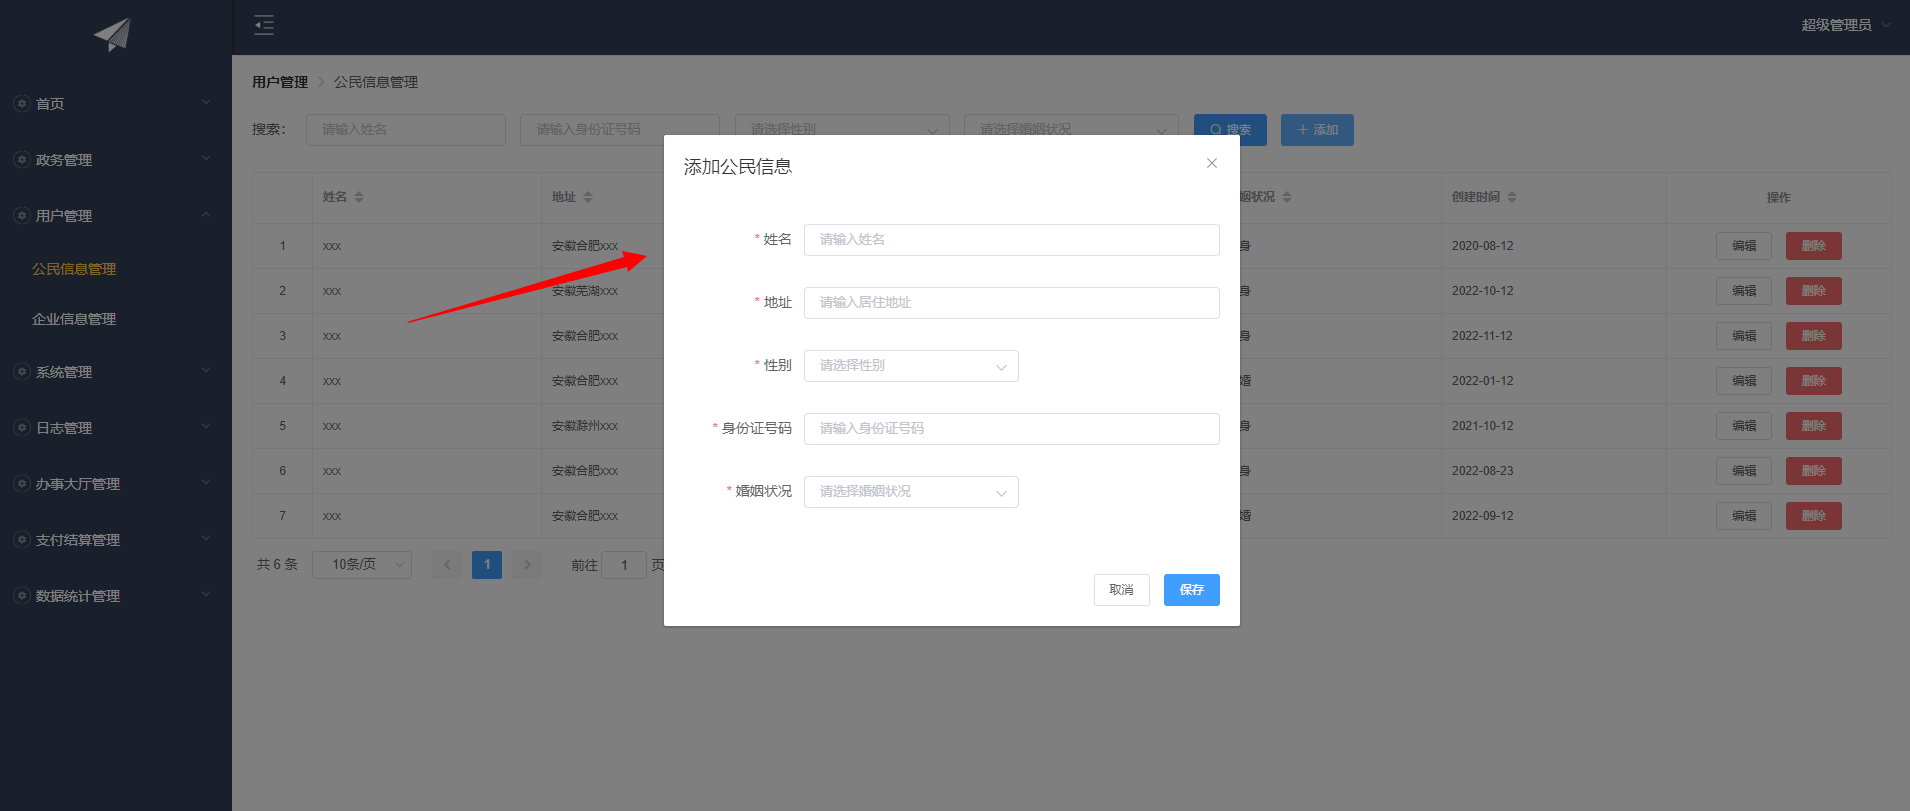 超级管理员
首页
政务管理
用户管理
公民信息管理
企业信息管理
系统管理
日志管理
办事大厅管理
支付结算管理
数据统计管理
用户管理 公民信息管理
搜索： 请输入姓名 请输入身份证号码 请选择性别 请选择婚姻状况 搜索 添加
姓名 地址 姻状况 创建时间 操作
1 xxx 安徽合肥xxx 身 2020-08-12 编辑 删除
2 xxx 安徽芜湖xxx 身 2022-10-12 编辑 删除
3 xxx 安徽合肥xxx 身 2022-11-12 编辑 删除
4 xxx 安徽合肥xxx 婚 2022-01-12 编辑 删除
5 xxx 安徽滁州xxx 身 2021-10-12 编辑 删除
6 xxx 安徽合肥xxx 身 2022-08-23 编辑 删除
7 xxx 安徽合肥xxx 婚 2022-09-12 编辑 删除
共 6 条 10条/页 1 前往 1 页
添加公民信息
* 姓名 请输入姓名
* 地址 请输入居住地址
* 性别 请选择性别
* 身份证号码 请输入身份证号码
* 婚姻状况 请选择婚姻状况
取消 保存